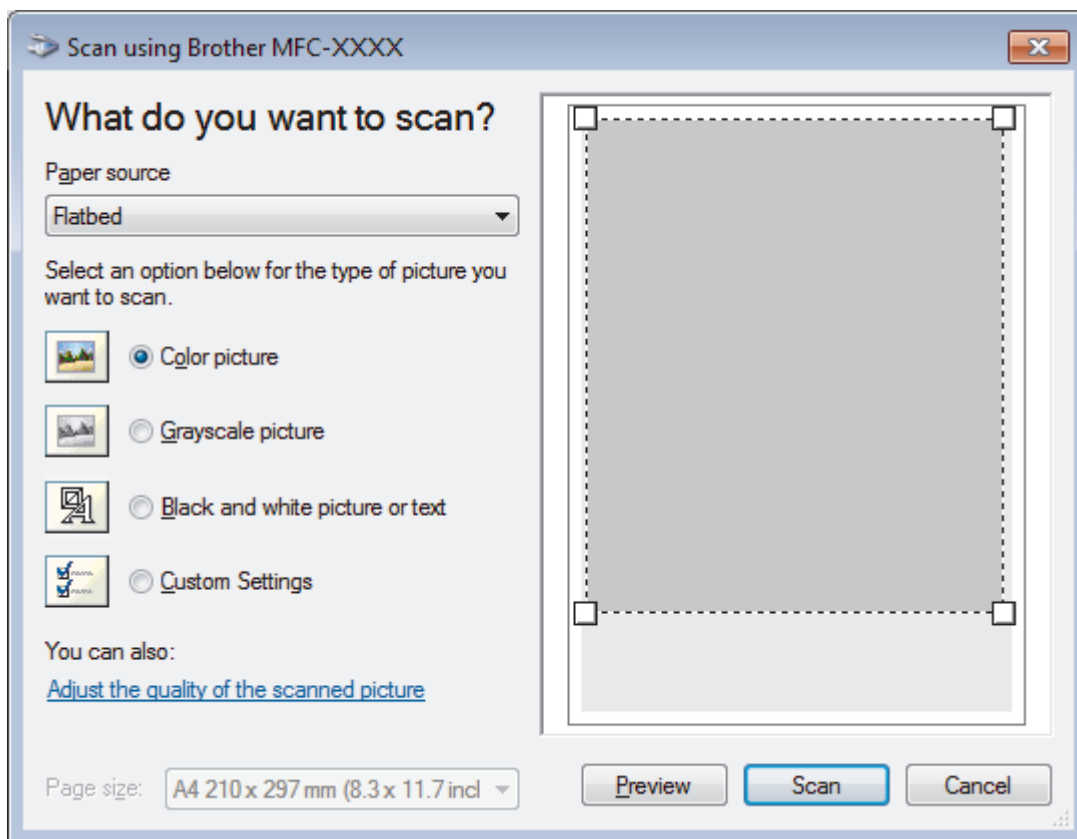 Scan using Brother MFC-XXXX
What do you want to scan?
Paper source
Flatbed
Select an option below for the type of picture you
want to scan.
Color picture
Grayscale picture
Black and white picture or text
Custom Settings
You can also:
Adjust the quality of the scanned picture
Page size: A4 210 x 297 mm (8.3 x 11.7 incl
Preview Scan Cancel